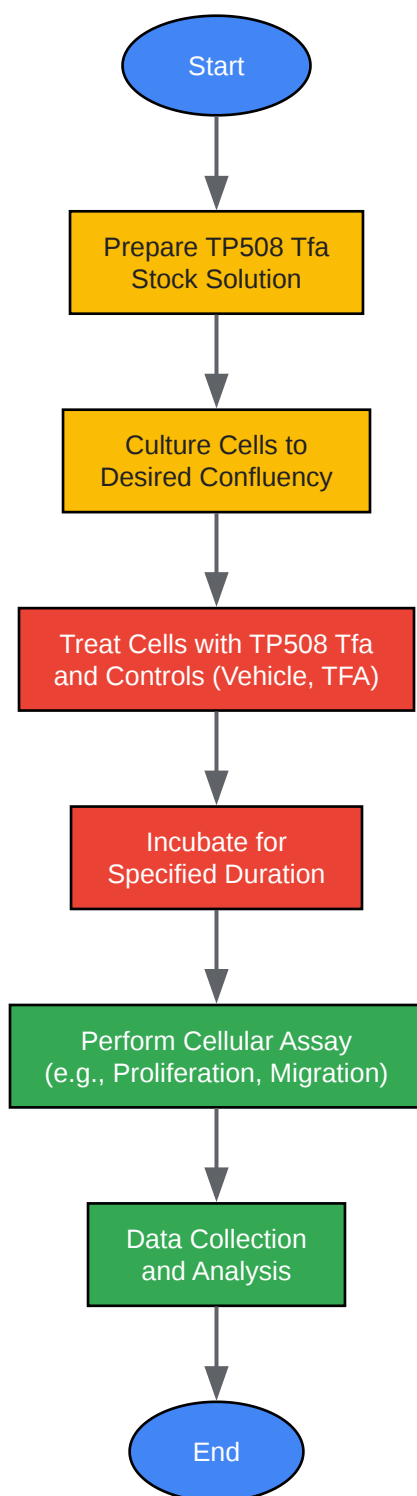 Start
Prepare TP508 Tfa
Stock Solution
Culture Cells to
Desired Confluency
Treat Cells with TP508 Tfa
and Controls (Vehicle, TFA)
Incubate for
Specified Duration
Perform Cellular Assay
(e.g., Proliferation, Migration)
Data Collection
and Analysis
End